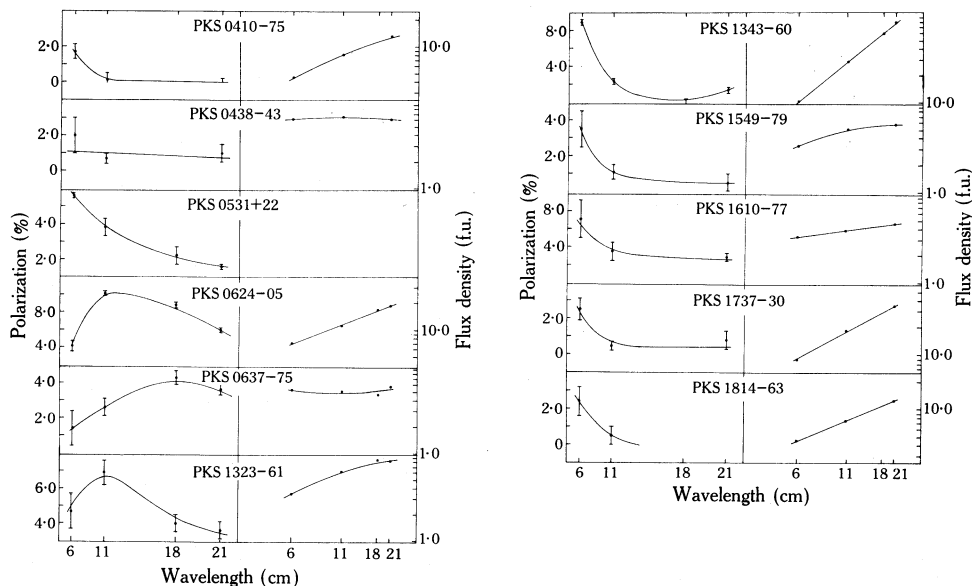 PKS 0410−75
2·0
0
10·0
PKS 0438−43
2·0
0
1·0
PKS 0531+22
4·0
2·0
PKS 0624−05
8·0
4·0
10·0
PKS 0637−75
4·0
2·0
1·0
PKS 1323−61
6·0
4·0
1·0
6 11 18 21 6 11 18 21
Wavelength (cm)
Polarization (%)
Flux density (f.u.)
PKS 1343−60
8·0
4·0
10·0
PKS 1549−79
4·0
2·0
1·0
PKS 1610−77
8·0
4·0
1·0
PKS 1737−30
2·0
0
10·0
PKS 1814−63
2·0
0
10·0
6 11 18 21 6 11 18 21
Wavelength (cm)
Polarization (%)
Flux density (f.u.)